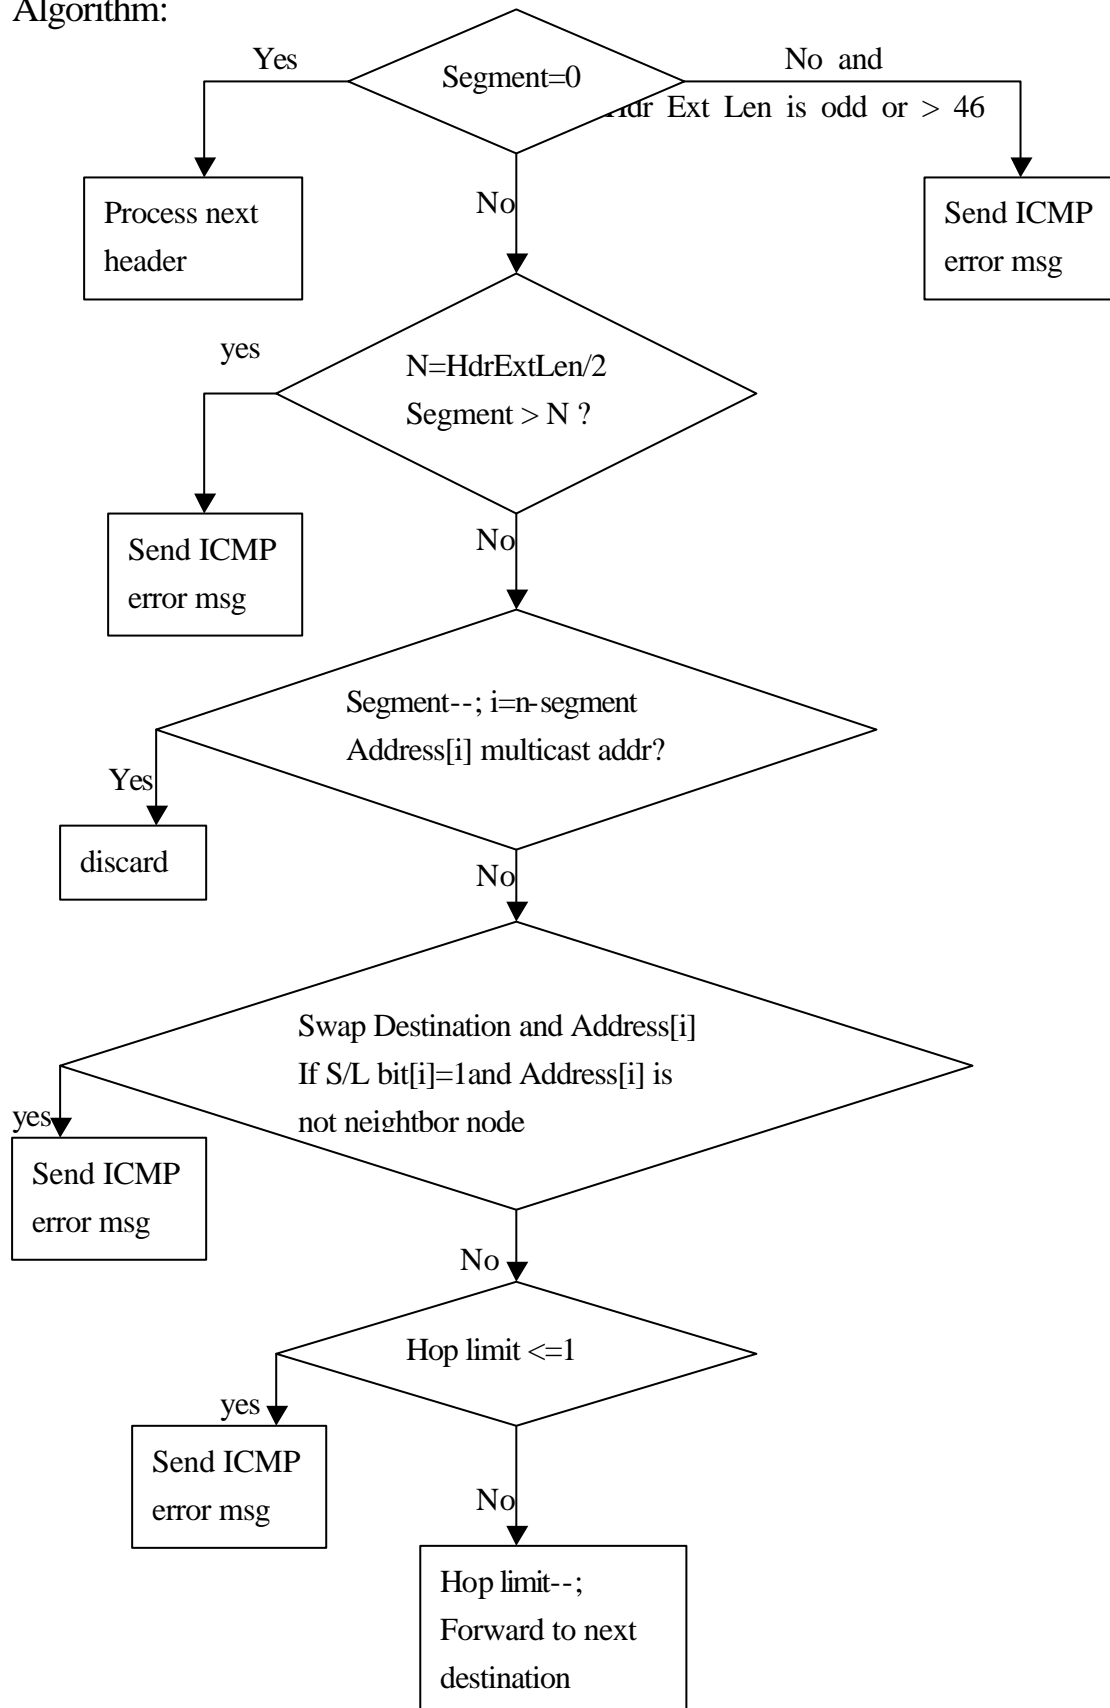 Algorithm:
Yes
Segment=0
No and
Hdr Ext Len is odd or > 46
Process next
header
No
Send ICMP
error msg
yes
N=HdrExtLen/2
Segment > N ?
Send ICMP
error msg
No
Segment--; i=n-segment
Address[i] multicast addr?
Yes
discard
No
Swap Destination and Address[i]
If S/L bit[i]=1and Address[i] is
not neightbor node
yes
Send ICMP
error msg
No
Hop limit <=1
yes
Send ICMP
error msg
No
Hop limit--;
Forward to next
destination